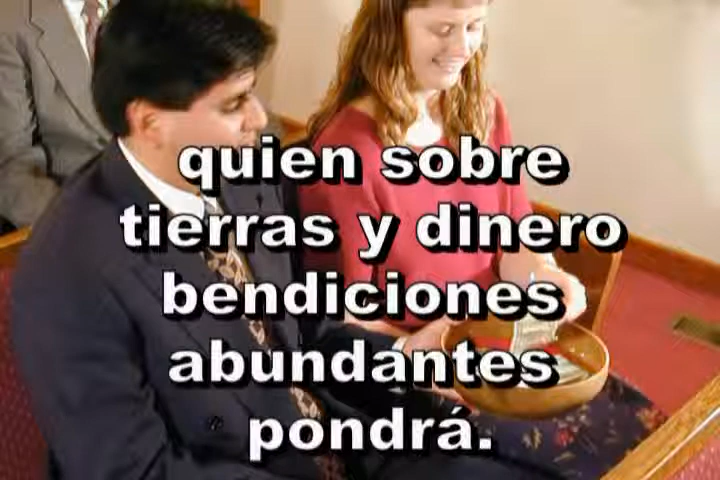 quien sobre
tierras y dinero
bendiciones
abundantes
pondrá.